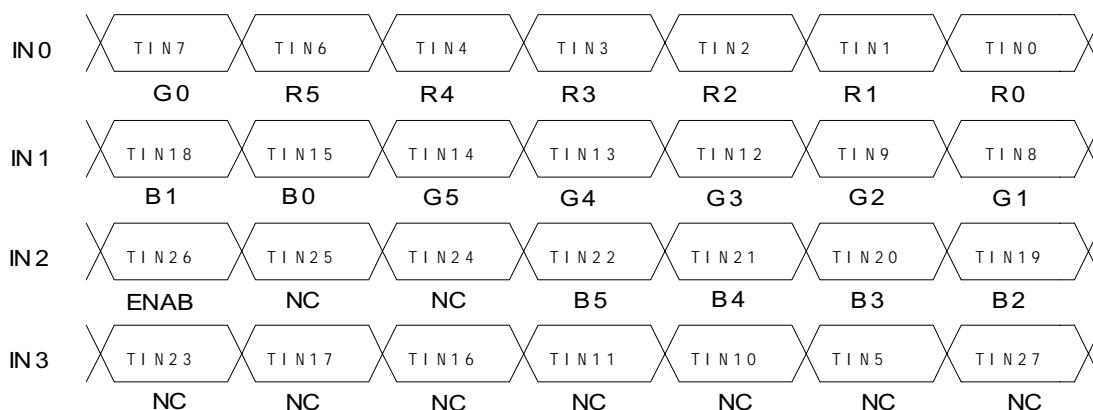 IN0 TIN7 TIN6 TIN4 TIN3 TIN2 TIN1 TIN0
G0 R5 R4 R3 R2 R1 R0
IN1 TIN18 TIN15 TIN14 TIN13 TIN12 TIN9 TIN8
B1 B0 G5 G4 G3 G2 G1
IN2 TIN26 TIN25 TIN24 TIN22 TIN21 TIN20 TIN19
ENAB NC NC B5 B4 B3 B2
IN3 TIN23 TIN17 TIN16 TIN11 TIN10 TIN5 TIN27
NC NC NC NC NC NC NC